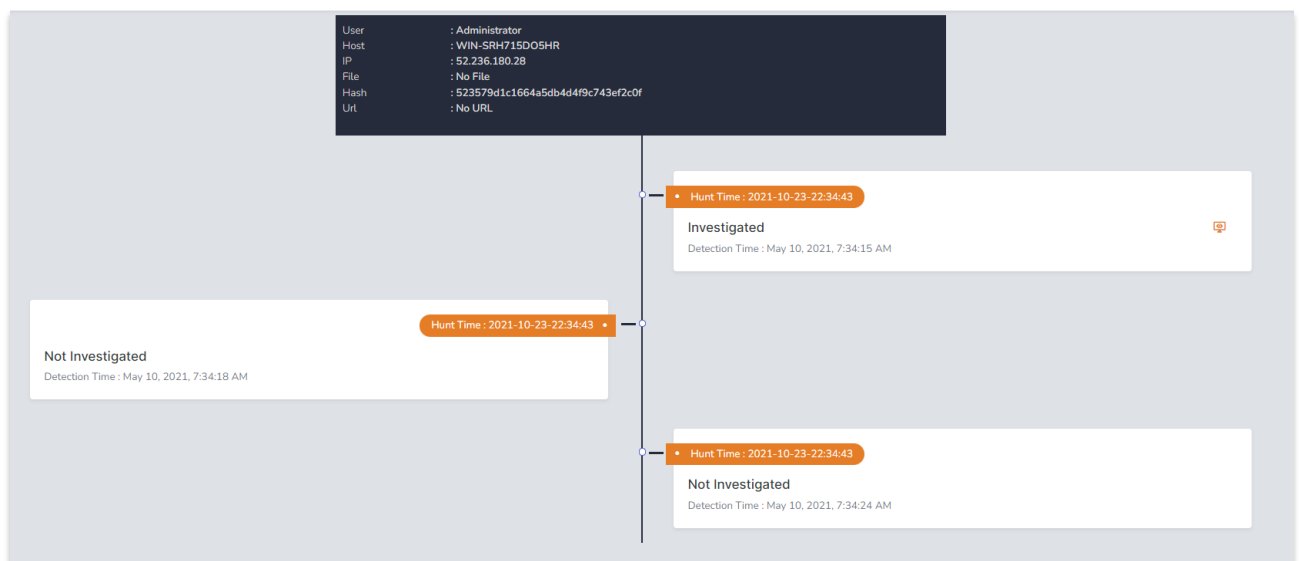 User : Administrator
Host : WIN-SRH715DO5HR
IP : 52.236.180.28
File : No File
Hash : 523579d1c1664a5db4d4f9c743ef2c0f
Url : No URL
Hunt Time : 2021-10-23-22:34:43
Investigated
Detection Time : May 10, 2021, 7:34:15 AM
Hunt Time : 2021-10-23-22:34:43
Not Investigated
Detection Time : May 10, 2021, 7:34:18 AM
Hunt Time : 2021-10-23-22:34:43
Not Investigated
Detection Time : May 10, 2021, 7:34:24 AM